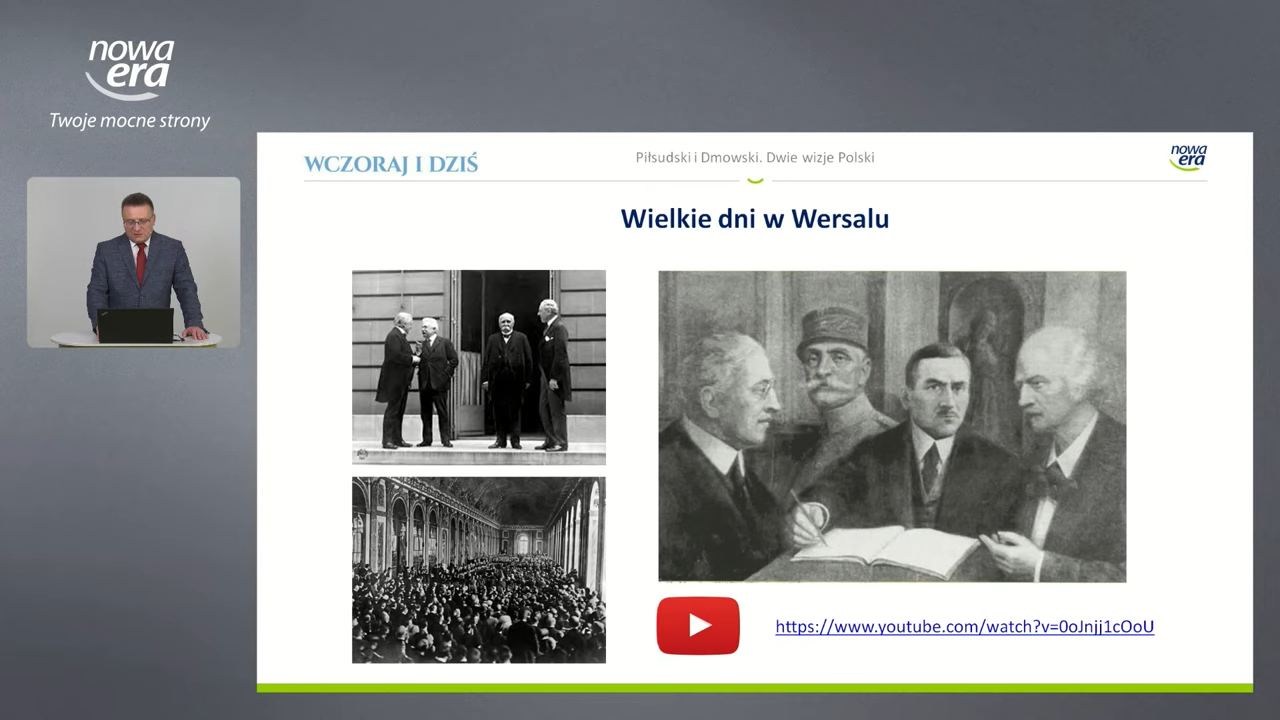 nowa
era
Twoje mocne strony
WCZORAJ I DZIŚ
Piłsudski i Dmowski. Dwie wizje Polski
nowa
era
Wielkie dni w Wersalu
https://www.youtube.com/watch?v=0oJnjj1cOoU